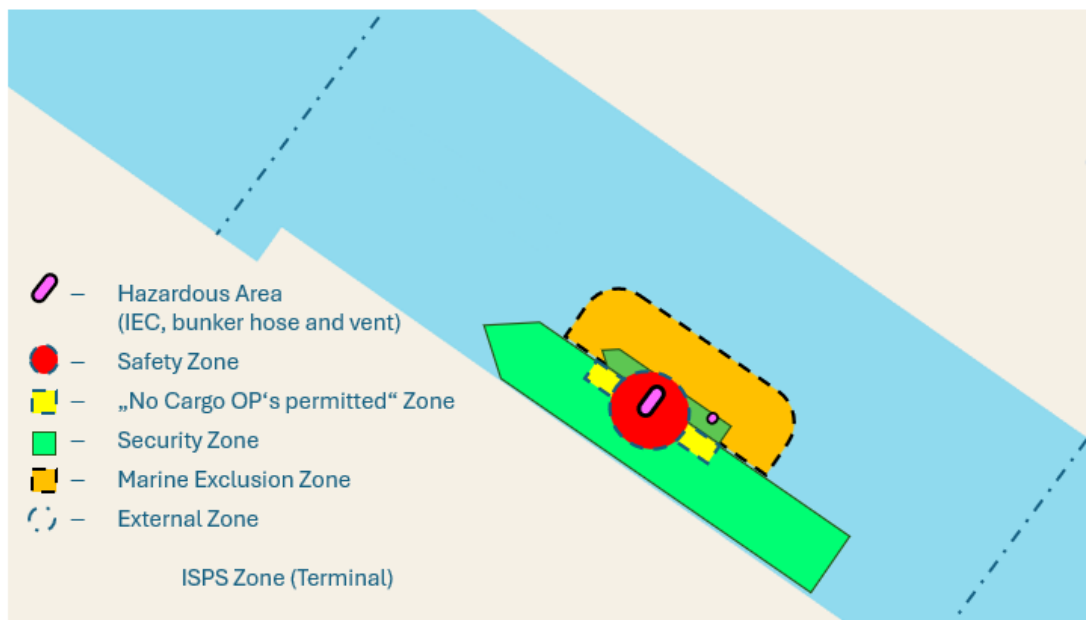 – Hazardous Area
(IEC, bunker hose and vent)
– Safety Zone
– „No Cargo OP‘s permitted“ Zone
– Security Zone
– Marine Exclusion Zone
– External Zone
ISPS Zone (Terminal)